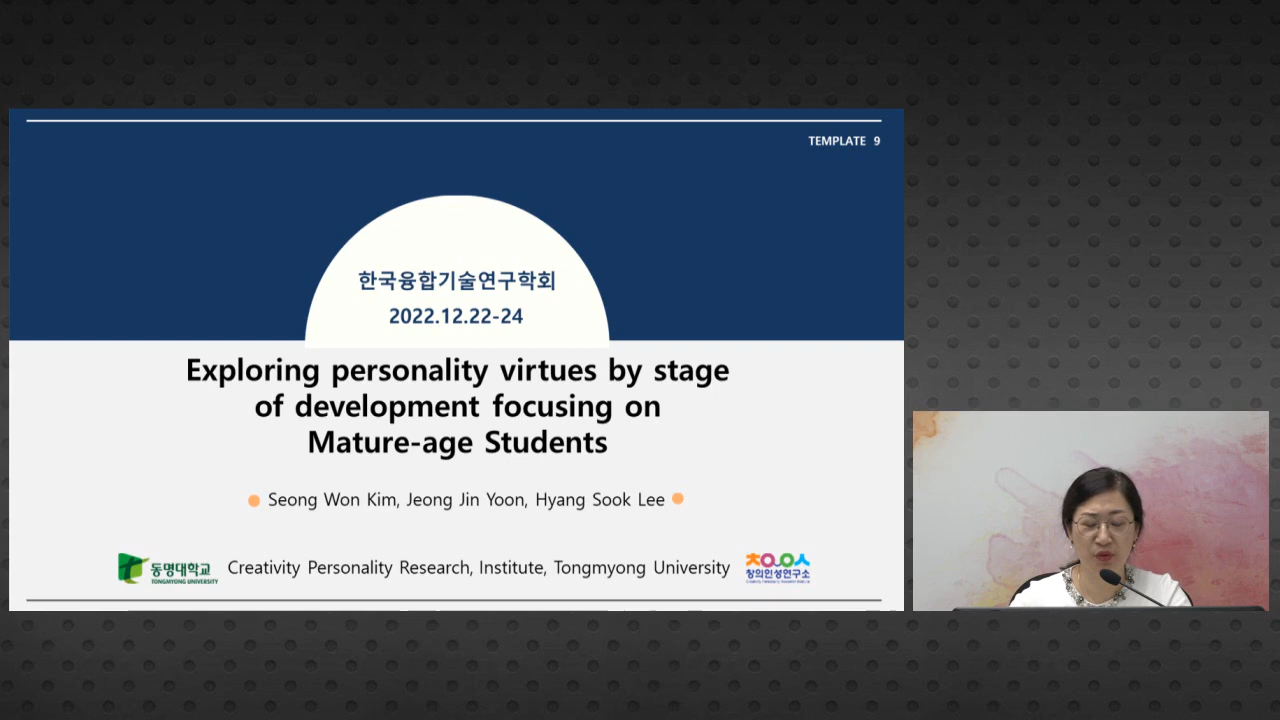 TEMPLATE 9
한국융합기술연구학회
2022.12.22-24
Exploring personality virtues by stage
of development focusing on
Mature-age Students
Seong Won Kim, Jeong Jin Yoon, Hyang Sook Lee
동명대학교
TONGMYONG UNIVERSITY
Creativity Personality Research, Institute, Tongmyong University
창의인성연구소